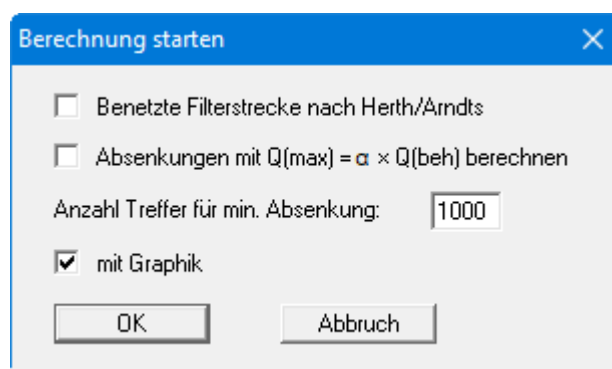 Berechnung starten
Benetzte Filterstrecke nach Herth/Arndts
Absenkungen mit Q(max) = α × Q(beh) berechnen
Anzahl Treffer für min. Absenkung: 1000
mit Graphik
OK Abbruch